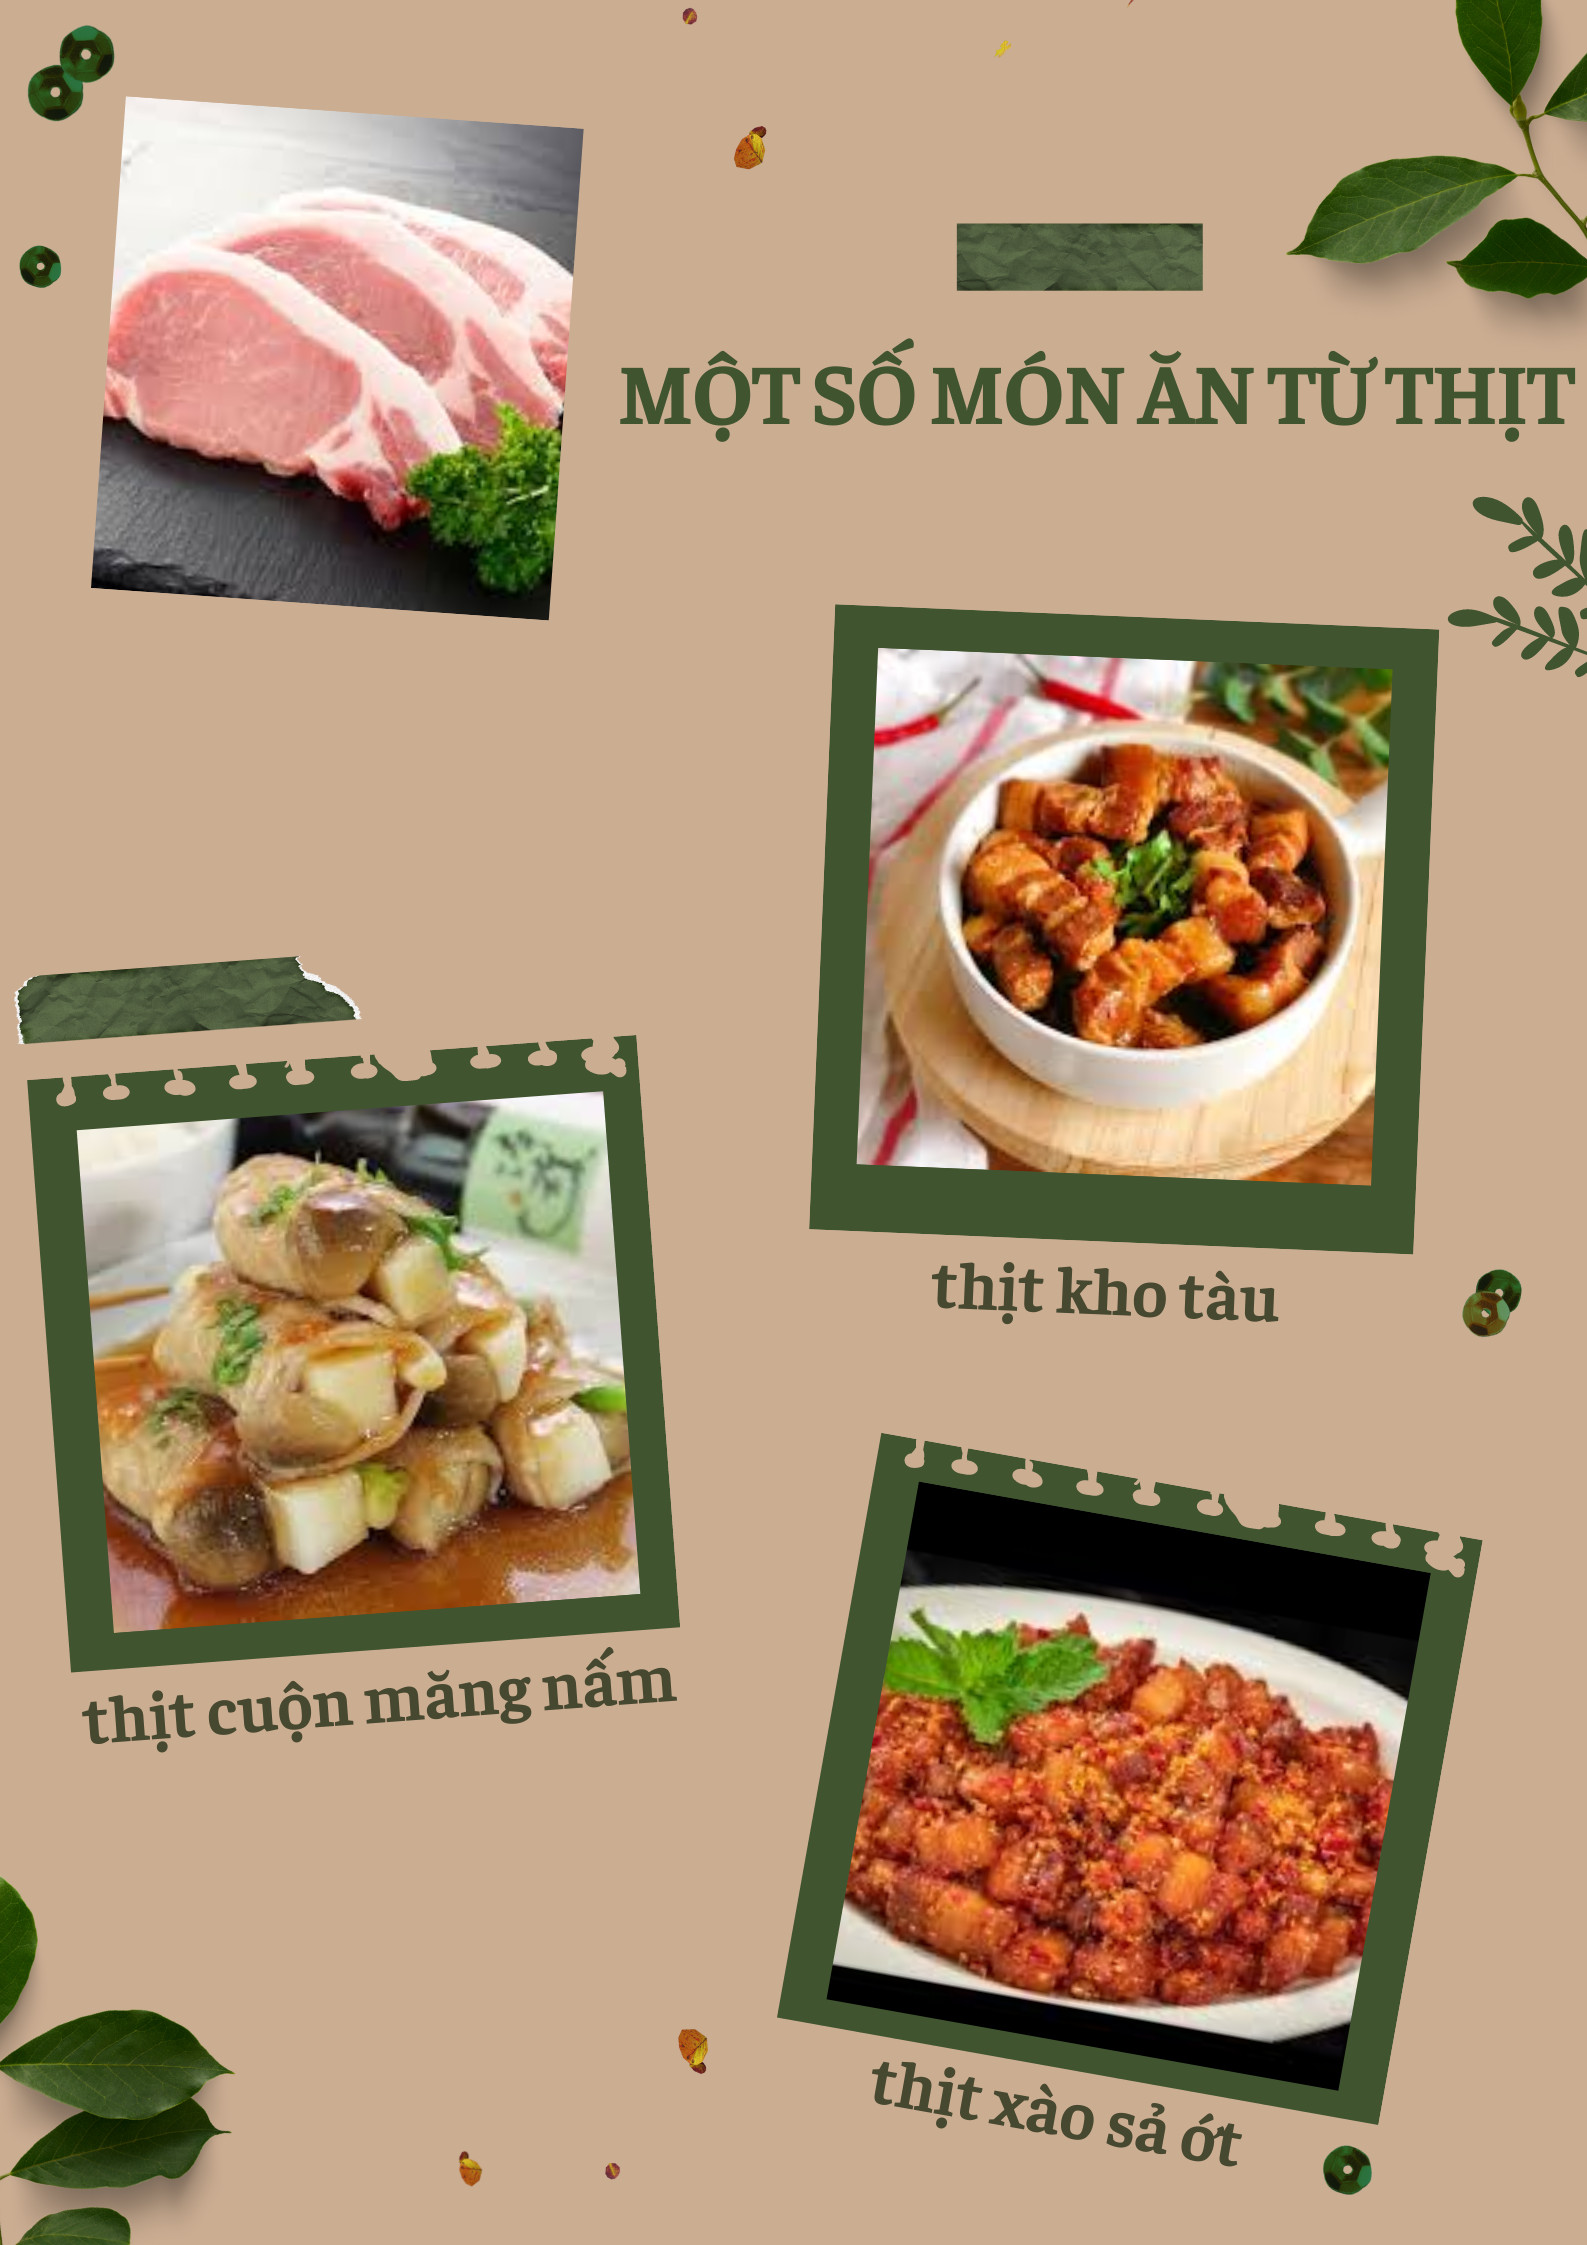 MỘT SỐ MÓN ĂN TỪ THỊT
thịt kho tàu
thịt cuộn măng nấm
thịt xào sả ớt